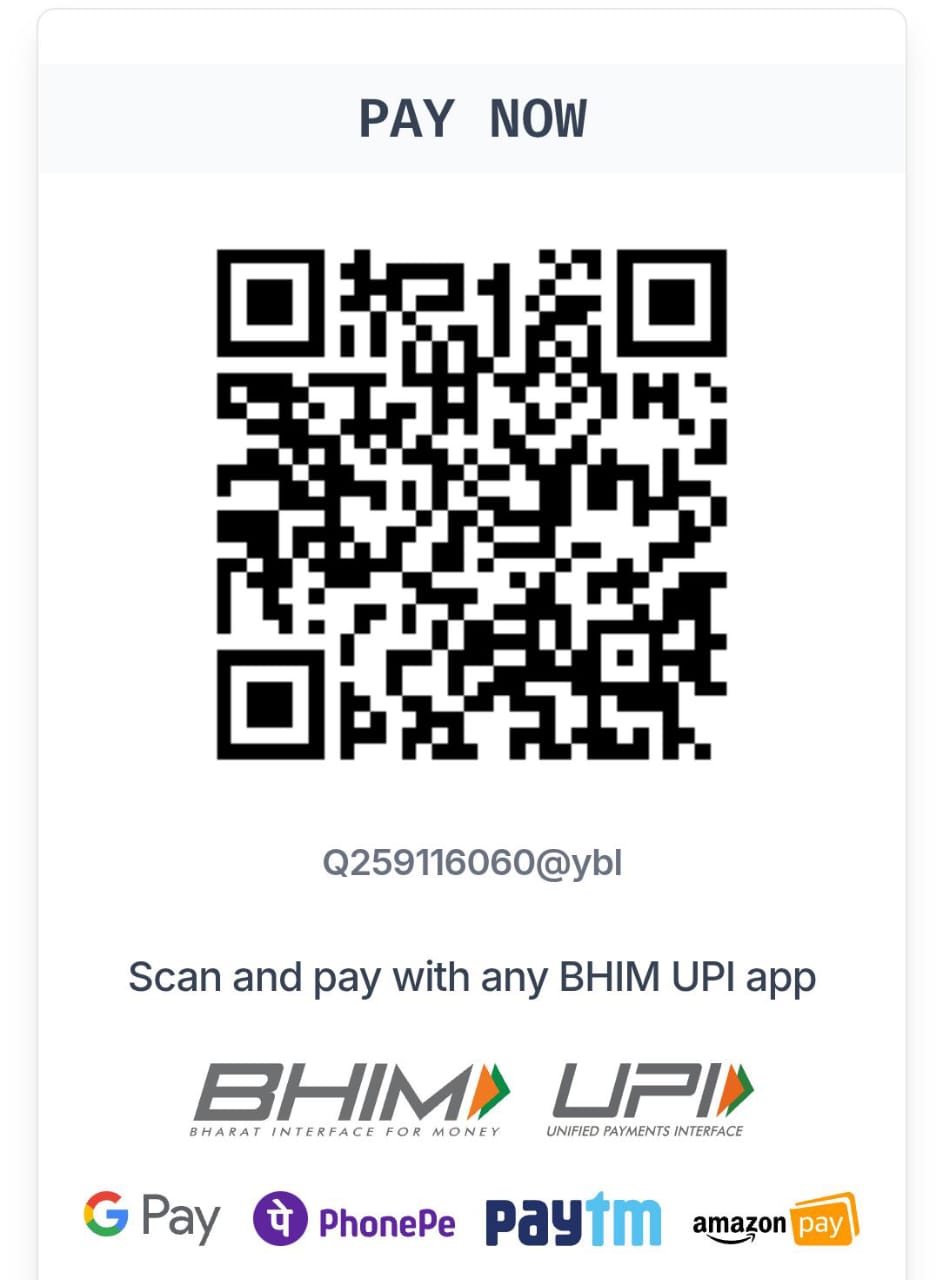 PAY NOW
Q259116060@ybl
Scan and pay with any BHIM UPI app
BHIM UPI
BHARAT INTERFACE FOR MONEY UNIFIED PAYMENTS INTERFACE
G Pay पे PhonePe paytm amazon pay